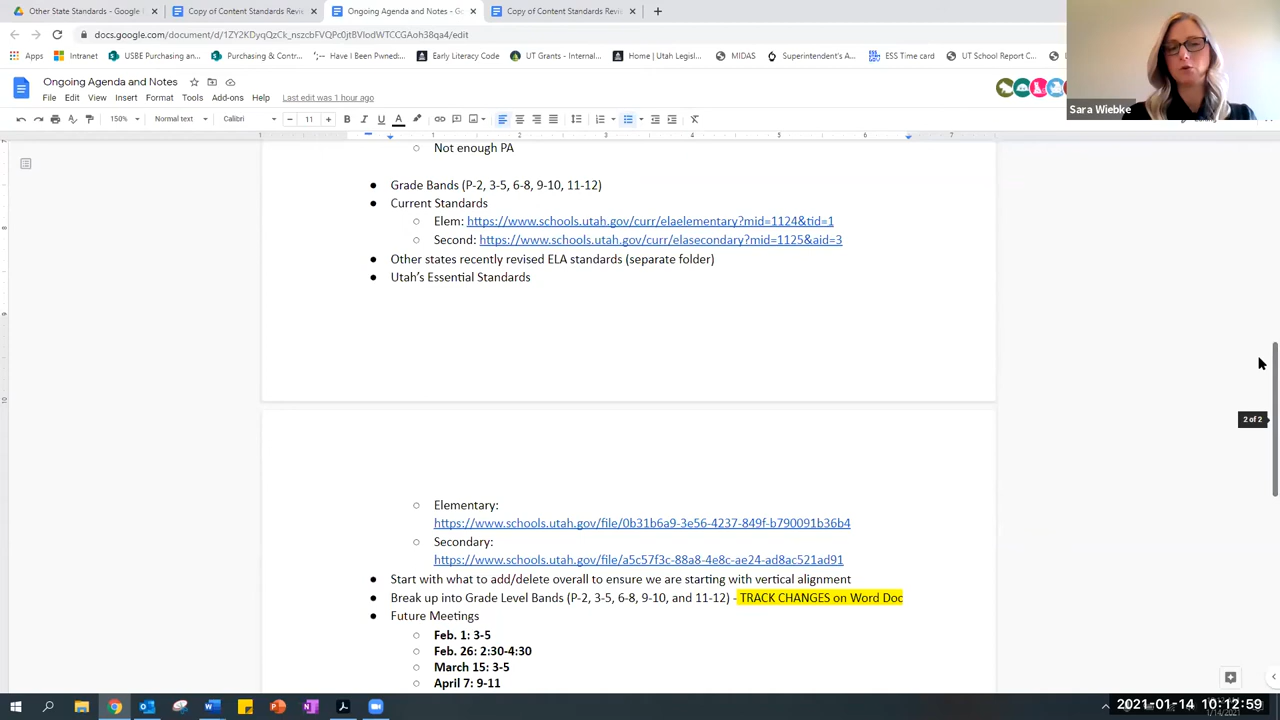 Other State Standards - Google
Copy of Content Standards Revie
Ongoing Agenda and Notes - Goo
Copy of Content Standards Revie
docs.google.com/document/d/1ZY2KDyqQzCk_nszcbFVQPc0jtBVlodWTCCGAoh38qa4/edit
Apps
Intranet
USBE Purchasing an...
Purchasing & Contr...
Have I Been Pwned:...
Early Literacy Code
UT Grants - Internal...
Home | Utah Legisl...
MIDAS
Superintendent's A...
ESS Time card
UT School Report C...
Sara Wiebke
Ongoing Agenda and Notes
File Edit View Insert Format Tools Add-ons Help Last edit was 1 hour ago
150% Normal text Calibri 11
1 2 3 4 5 6 7
Not enough PA
Grade Bands (P-2, 3-5, 6-8, 9-10, 11-12)
Current Standards
Elem: https://www.schools.utah.gov/curr/elaelementary?mid=1124&tid=1
Second: https://www.schools.utah.gov/curr/elasecondary?mid=1125&aid=3
Other states recently revised ELA standards (separate folder)
Utah's Essential Standards
2 of 2
Elementary:
https://www.schools.utah.gov/file/0b31b6a9-3e56-4237-849f-b790091b36b4
Secondary:
https://www.schools.utah.gov/file/a5c57f3c-88a8-4e8c-ae24-ad8ac521ad91
Start with what to add/delete overall to ensure we are starting with vertical alignment
Break up into Grade Level Bands (P-2, 3-5, 6-8, 9-10, and 11-12) - TRACK CHANGES on Word Doc
Future Meetings
Feb. 1: 3-5
Feb. 26: 2:30-4:30
March 15: 3-5
April 7: 9-11
2021-01-14 10:12:59